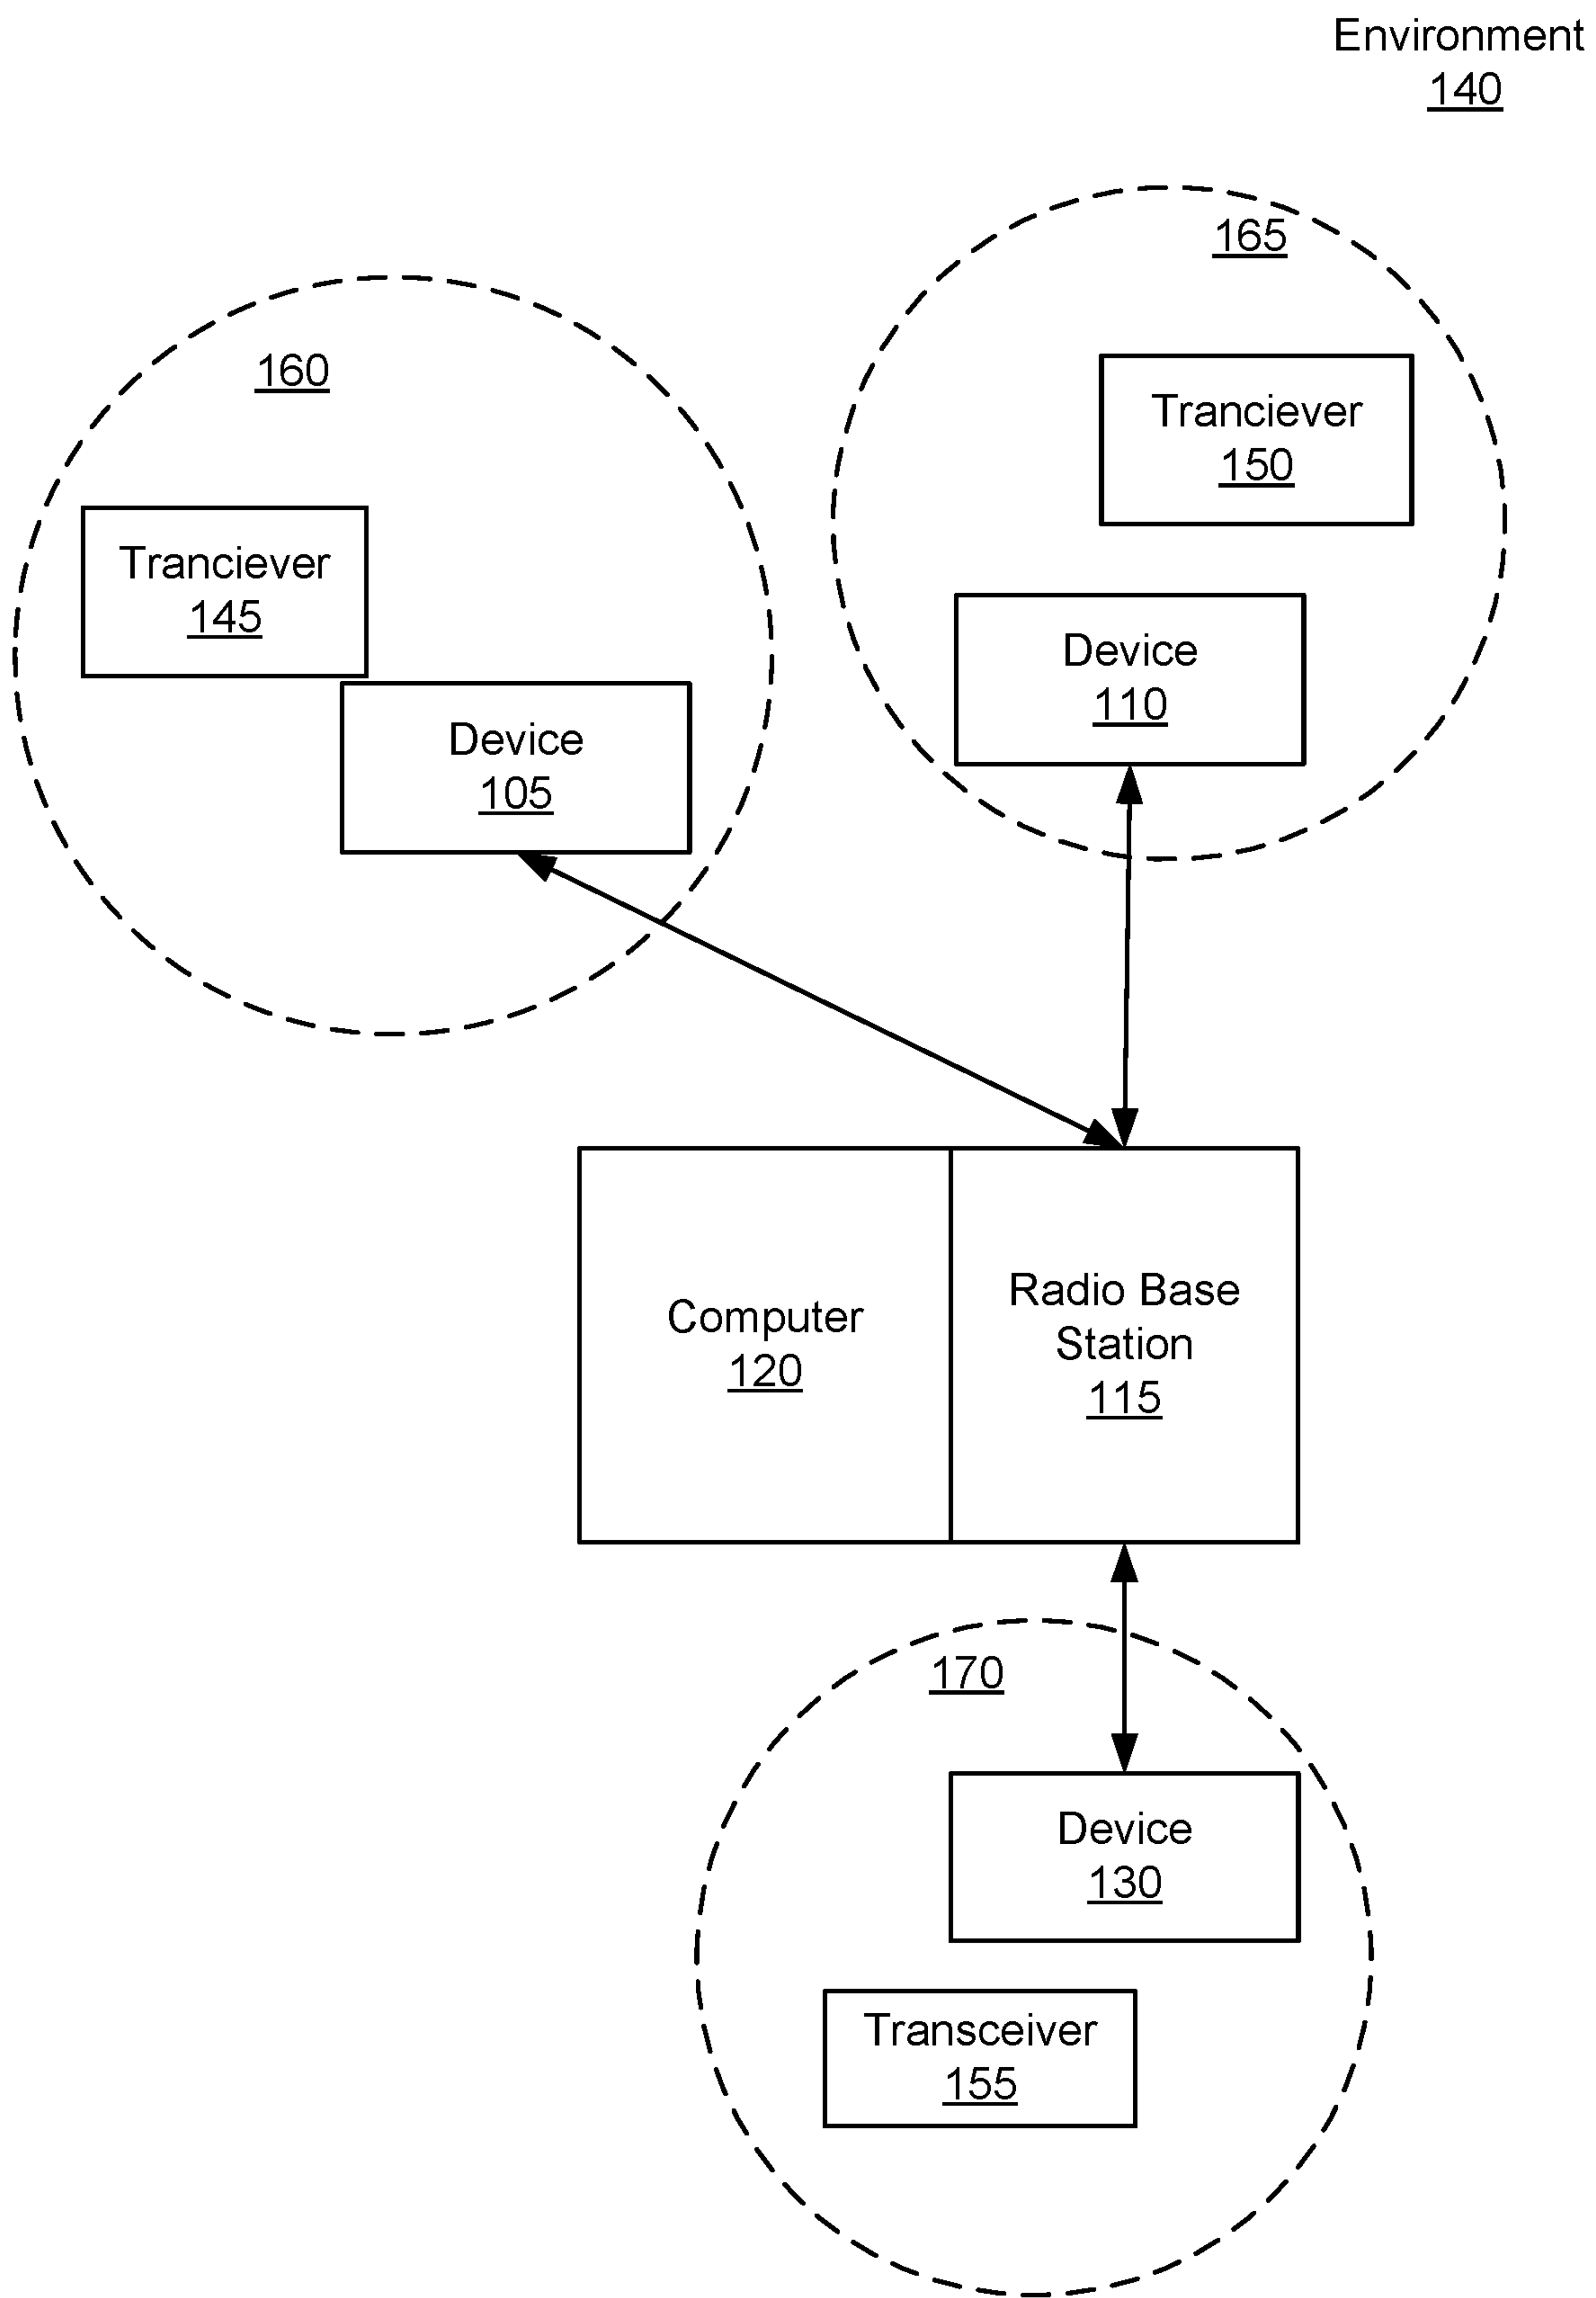 Environment
140
165
160
Tranciever
150
Tranciever
145
Device
110
Device
105
Computer
120
Radio Base
Station
115
170
Device
130
Transceiver
155